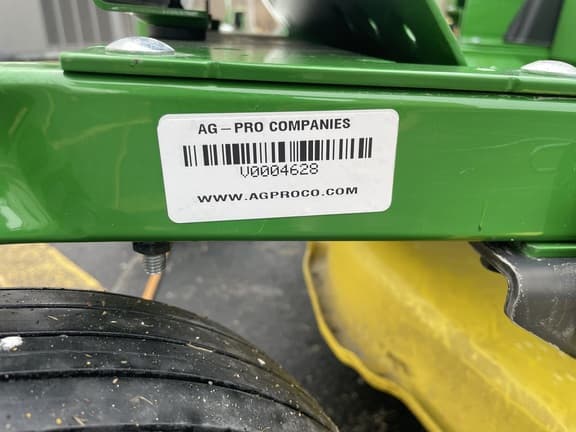 AG – PRO COMPANIES
V0004628
WWW.AGPROCO.COM